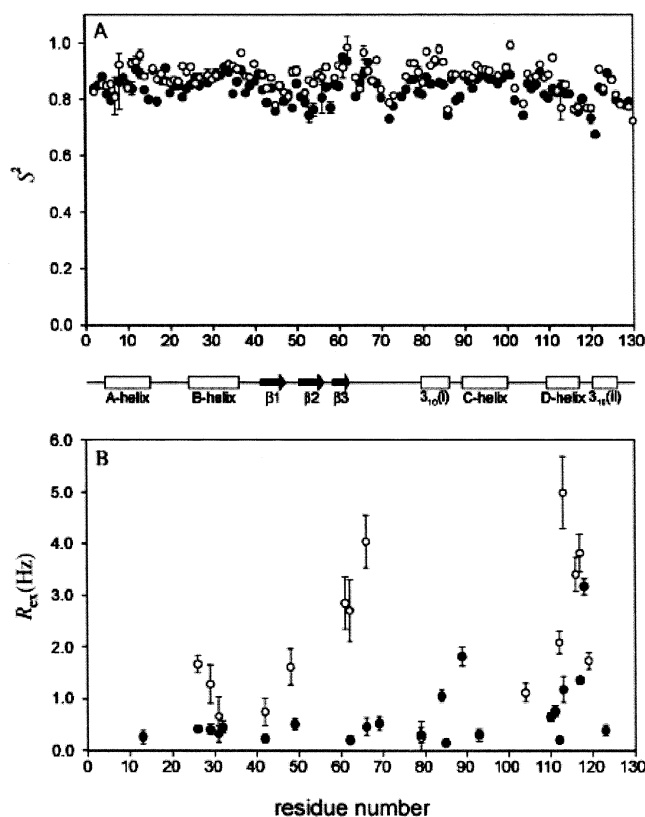 A
1.0
0.8
0.6
0.4
0.2
0.0
S²
0 10 20 30 40 50 60 70 80 90 100 110 120 130
A-helix B-helix β1 β2 β3 3₁₀(i) C-helix D-helix 3₁₀(ii)
B
6.0
5.0
4.0
3.0
2.0
1.0
0.0
Rex(Hz)
0 10 20 30 40 50 60 70 80 90 100 110 120 130
residue number